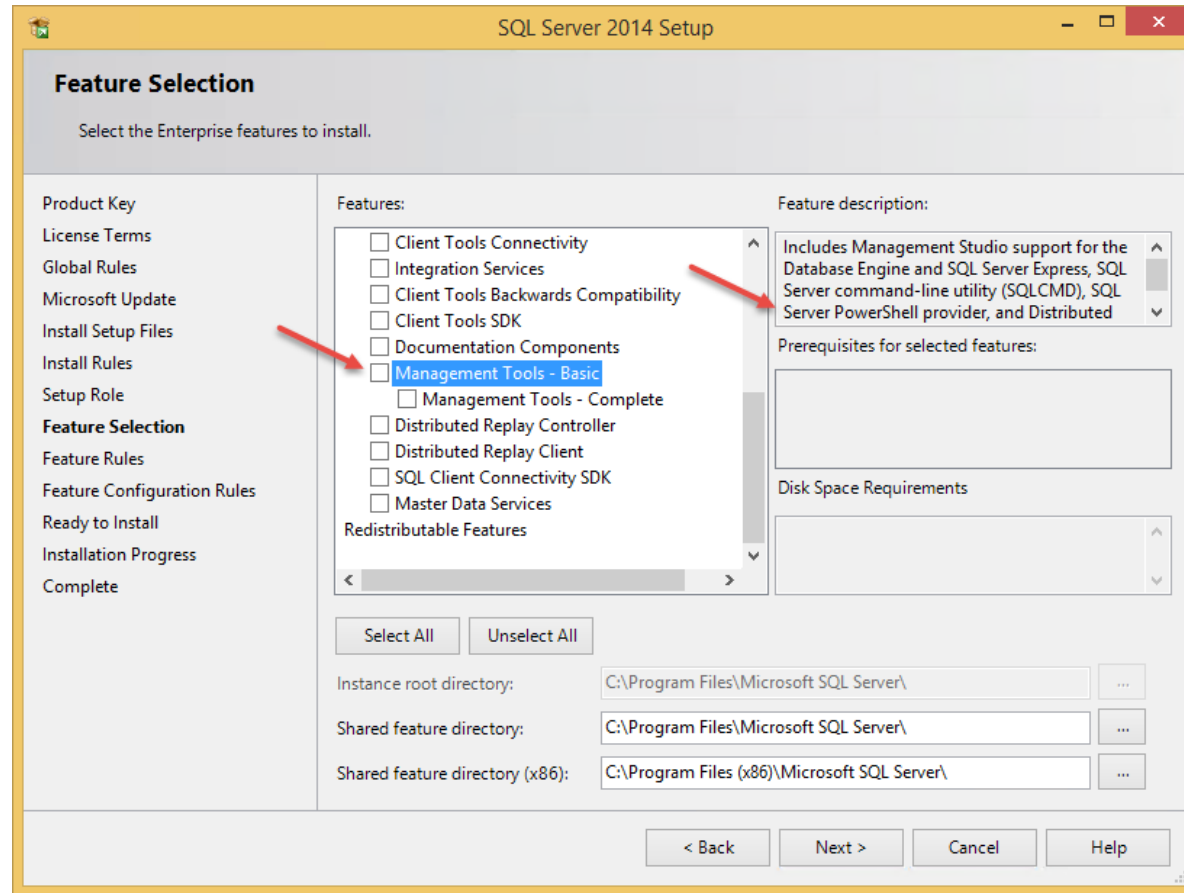 SQL Server 2014 Setup
Feature Selection
Select the Enterprise features to install.
Product Key
License Terms
Global Rules
Microsoft Update
Install Setup Files
Install Rules
Setup Role
Feature Selection
Feature Rules
Feature Configuration Rules
Ready to Install
Installation Progress
Complete
Features:
Client Tools Connectivity
Integration Services
Client Tools Backwards Compatibility
Client Tools SDK
Documentation Components
Management Tools - Basic
Management Tools - Complete
Distributed Replay Controller
Distributed Replay Client
SQL Client Connectivity SDK
Master Data Services
Redistributable Features
Feature description:
Includes Management Studio support for the
Database Engine and SQL Server Express, SQL
Server command-line utility (SQLCMD), SQL
Server PowerShell provider, and Distributed
Prerequisites for selected features:
Disk Space Requirements
Select All
Unselect All
Instance root directory:
C:\Program Files\Microsoft SQL Server\
...
Shared feature directory:
C:\Program Files\Microsoft SQL Server\
...
Shared feature directory (x86):
C:\Program Files (x86)\Microsoft SQL Server\
...
< Back
Next >
Cancel
Help